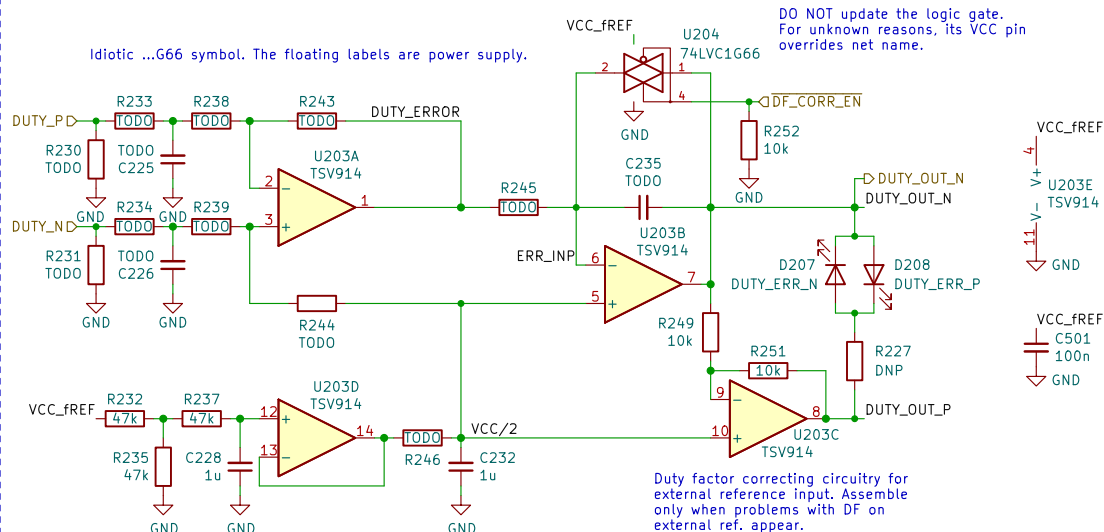 DO NOT update the logic gate.
For unknown reasons, its VCC pin
overrides net name.
VCC_fREF
U204
74LVC1G66
Idiotic ...G66 symbol. The floating labels are power supply.
2
1
4
DF_CORR_EN
GND
R252
10k
GND
R233
TODO
R238
TODO
R243
TODO
DUTY_ERROR
DUTY_P
R230
TODO
TODO
C225
GND
GND
U203A
TSV914
2
3
1
R234
TODO
R239
TODO
DUTY_N
R231
TODO
TODO
C226
GND
GND
R245
TODO
C235
TODO
U203B
TSV914
ERR_INP
6
5
7
R244
TODO
DUTY_OUT_N
DUTY_OUT_N
D207
DUTY_ERR_N
D208
DUTY_ERR_P
R249
10k
R251
10k
R227
DNP
9
10
8
DUTY_OUT_P
U203C
TSV914
VCC_fREF
4
V+
V-
11
U203E
TSV914
GND
VCC_fREF
C501
100n
GND
VCC_fREF
R232
47k
R237
47k
U203D
TSV914
12
13
14
VCC/2
TODO
R246
R235
47k
C228
1u
C232
1u
GND
GND
GND
Duty factor correcting circuitry for
external reference input. Assemble
only when problems with DF on
external ref. appear.